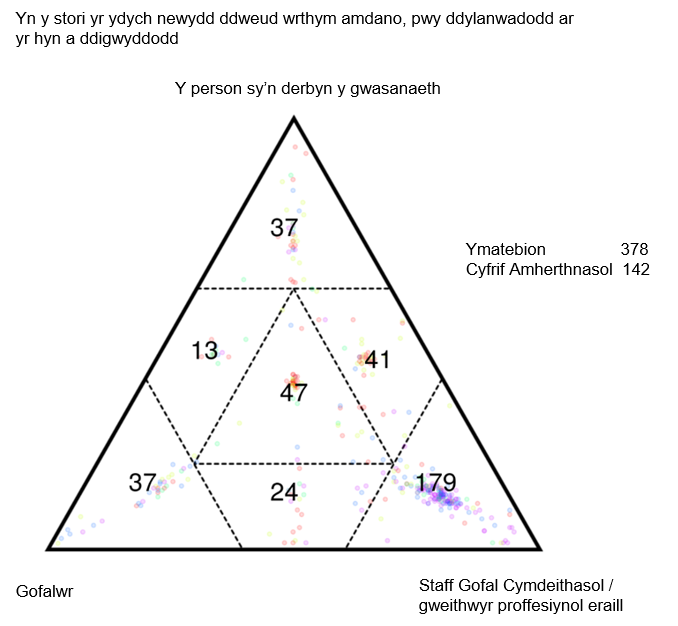 Yn y stori yr ydych newydd ddweud wrthym amdano, pwy ddylanwadodd ar
yr hyn a ddigwyddodd
Y person sy’n derbyn y gwasanaeth
37
Ymatebion 378
Cyfrif Amherthnasol 142
13
41
47
37
24
179
Gofalwr
Staff Gofal Cymdeithasol /
gweithwyr proffesiynol eraill